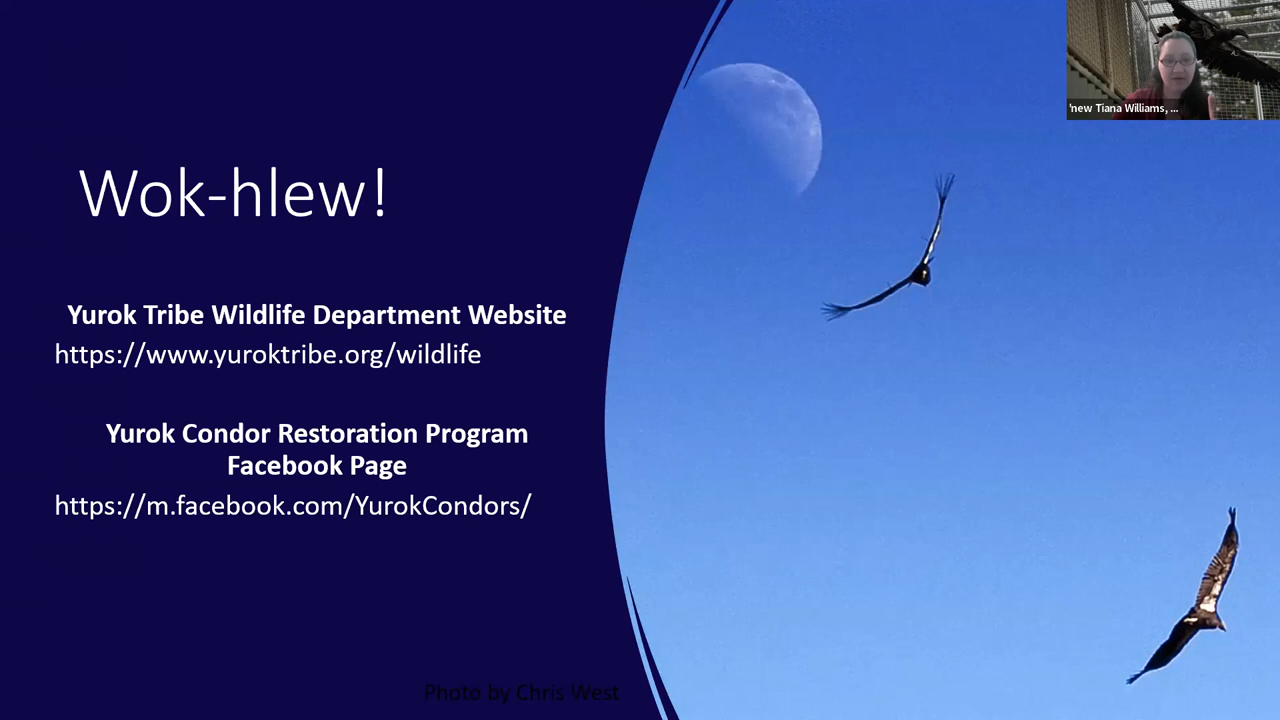 'new Tiana Williams, ...
Wok-hlew!
Yurok Tribe Wildlife Department Website
https://www.yuroktribe.org/wildlife
Yurok Condor Restoration Program
Facebook Page
https://m.facebook.com/YurokCondors/
Photo by Chris West